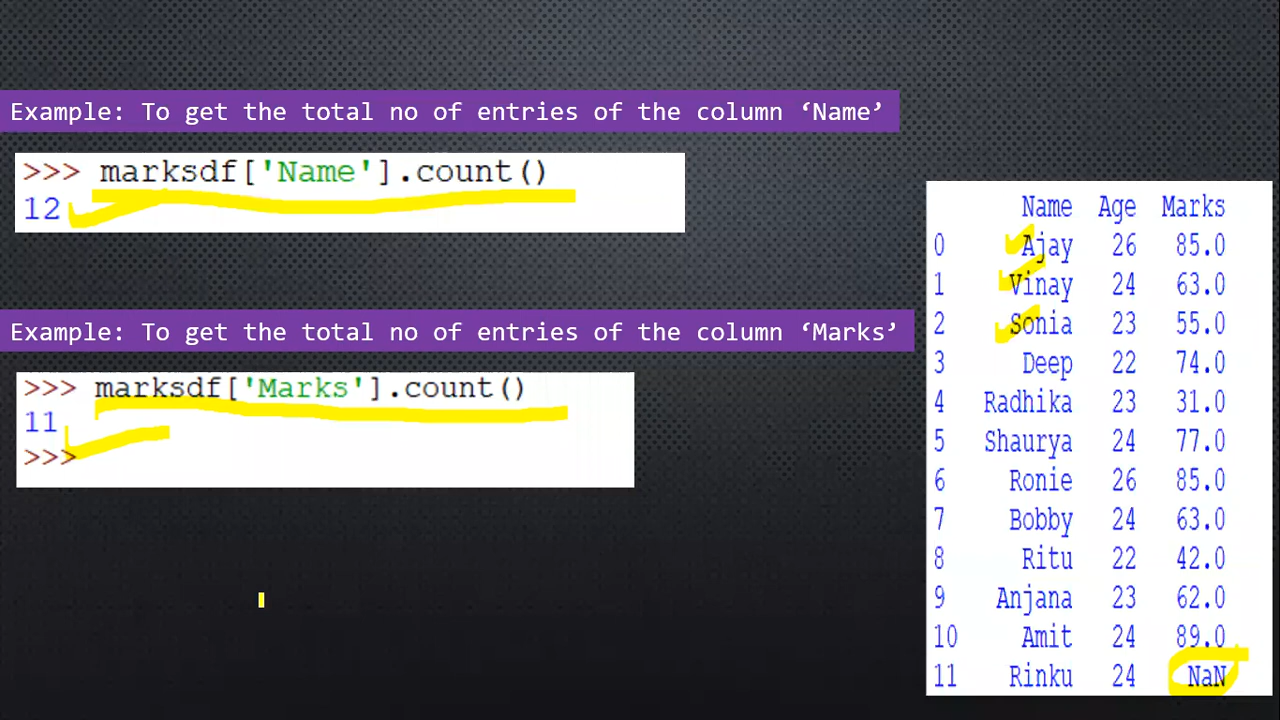 Example: To get the total no of entries of the column ‘Name’
>>> marksdf['Name'].count()
12
Example: To get the total no of entries of the column ‘Marks’
>>> marksdf['Marks'].count()
11
>>>
Name Age Marks
0 Ajay 26 85.0
1 Vinay 24 63.0
2 Sonia 23 55.0
3 Deep 22 74.0
4 Radhika 23 31.0
5 Shaurya 24 77.0
6 Ronie 26 85.0
7 Bobby 24 63.0
8 Ritu 22 42.0
9 Anjana 23 62.0
10 Amit 24 89.0
11 Rinku 24 NaN